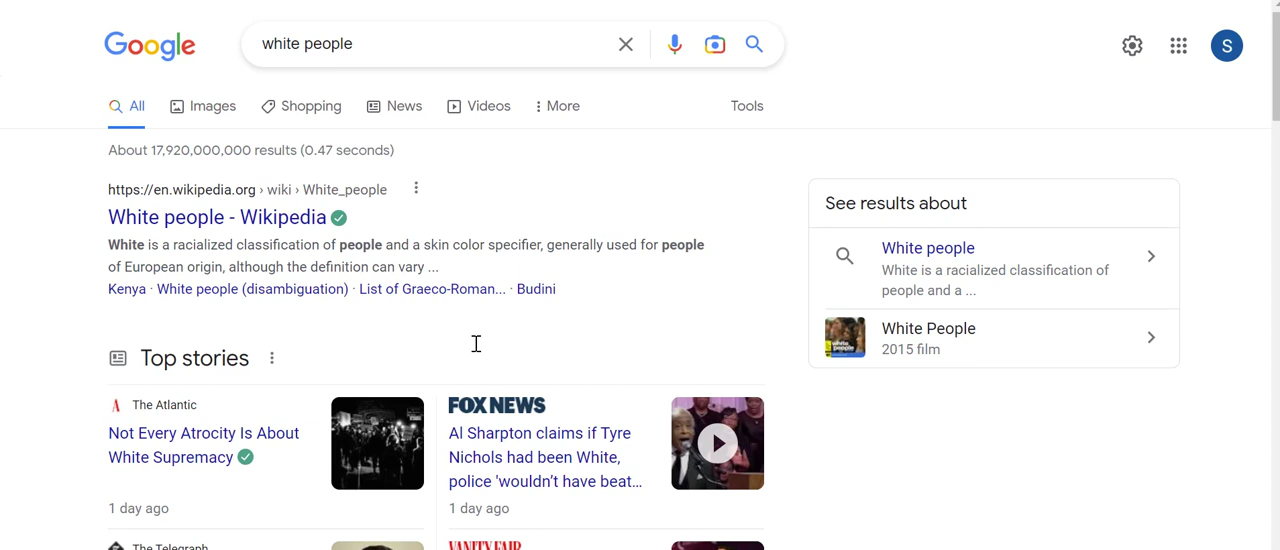 Google
white people
S
All
Images
Shopping
News
Videos
More
Tools
About 17,920,000,000 results (0.47 seconds)
https://en.wikipedia.org › wiki › White_people
White people - Wikipedia
White is a racialized classification of people and a skin color specifier, generally used for people
of European origin, although the definition can vary ...
Kenya · White people (disambiguation) · List of Graeco-Roman... · Budini
See results about
White people
White is a racialized classification of
people and a ...
White People
2015 film
Top stories
The Atlantic
Not Every Atrocity Is About
White Supremacy
1 day ago
FOX NEWS
Al Sharpton claims if Tyre
Nichols had been White,
police 'wouldn't have beat...
1 day ago
The Telegraph
VANITY FAIR